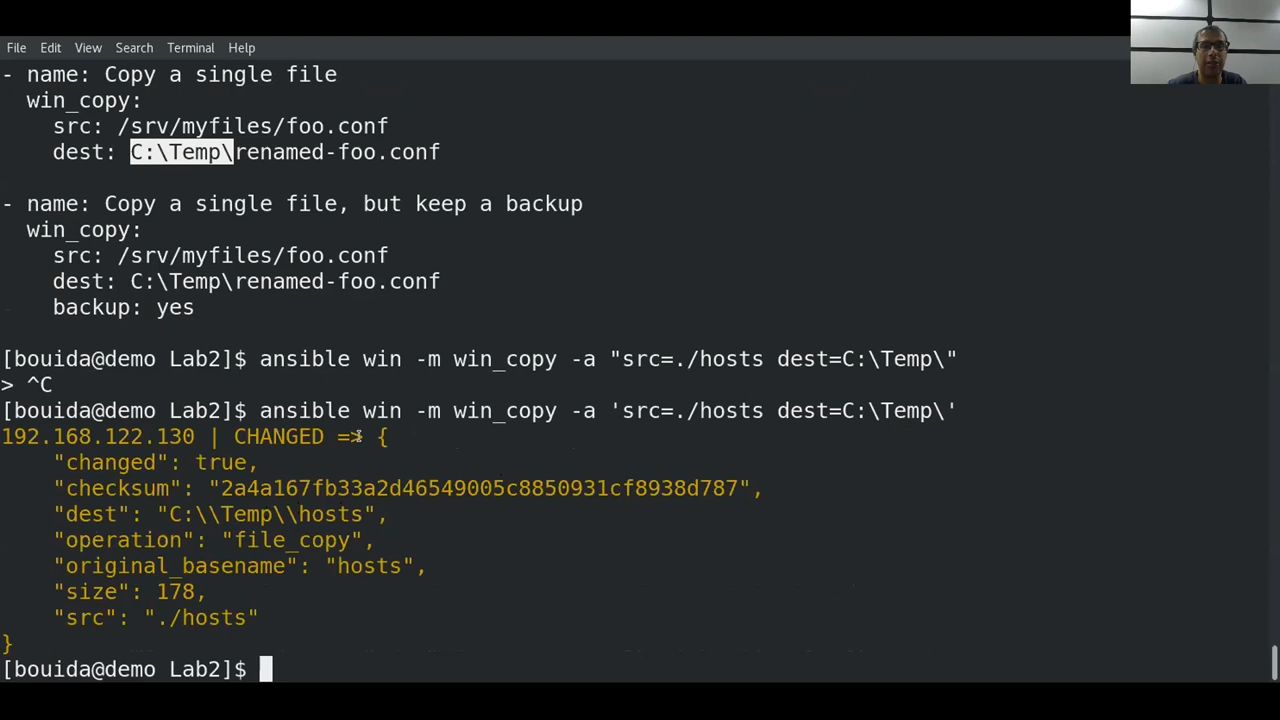 File Edit View Search Terminal Help
- name: Copy a single file
win_copy:
src: /srv/myfiles/foo.conf
dest: C:\Temp\renamed-foo.conf
- name: Copy a single file, but keep a backup
win_copy:
src: /srv/myfiles/foo.conf
dest: C:\Temp\renamed-foo.conf
backup: yes
[bouida@demo Lab2]$ ansible win -m win_copy -a "src=./hosts dest=C:\Temp\"
> ^C
[bouida@demo Lab2]$ ansible win -m win_copy -a 'src=./hosts dest=C:\Temp\'
192.168.122.130 | CHANGED => {
"changed": true,
"checksum": "2a4a167fb33a2d46549005c8850931cf8938d787",
"dest": "C:\\Temp\\hosts",
"operation": "file_copy",
"original_basename": "hosts",
"size": 178,
"src": "./hosts"
}
[bouida@demo Lab2]$